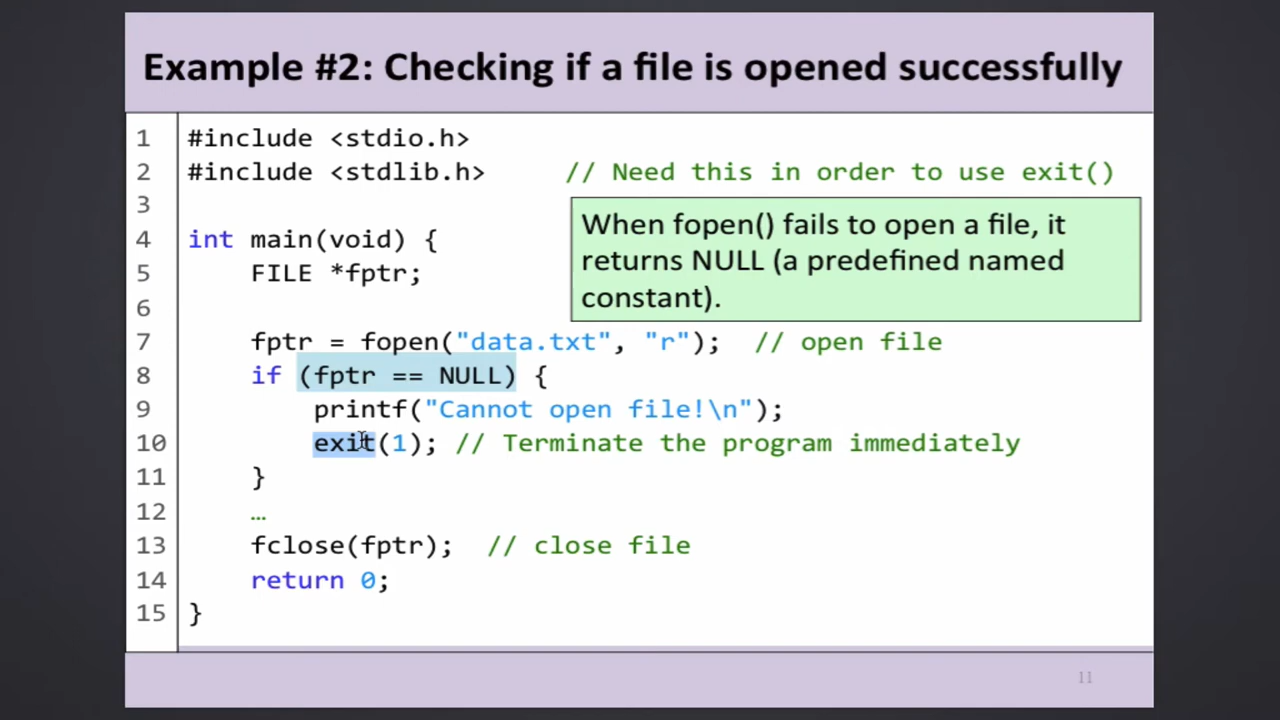 Example #2: Checking if a file is opened successfully
1 #include <stdio.h>
2 #include <stdlib.h> // Need this in order to use exit()
3
When fopen() fails to open a file, it
returns NULL (a predefined named
constant).
4 int main(void) {
5 FILE *fptr;
6
7 fptr = fopen("data.txt", "r"); // open file
8 if (fptr == NULL) {
9 printf("Cannot open file!\n");
10 exit(1); // Terminate the program immediately
11 }
12 …
13 fclose(fptr); // close file
14 return 0;
15 }
11